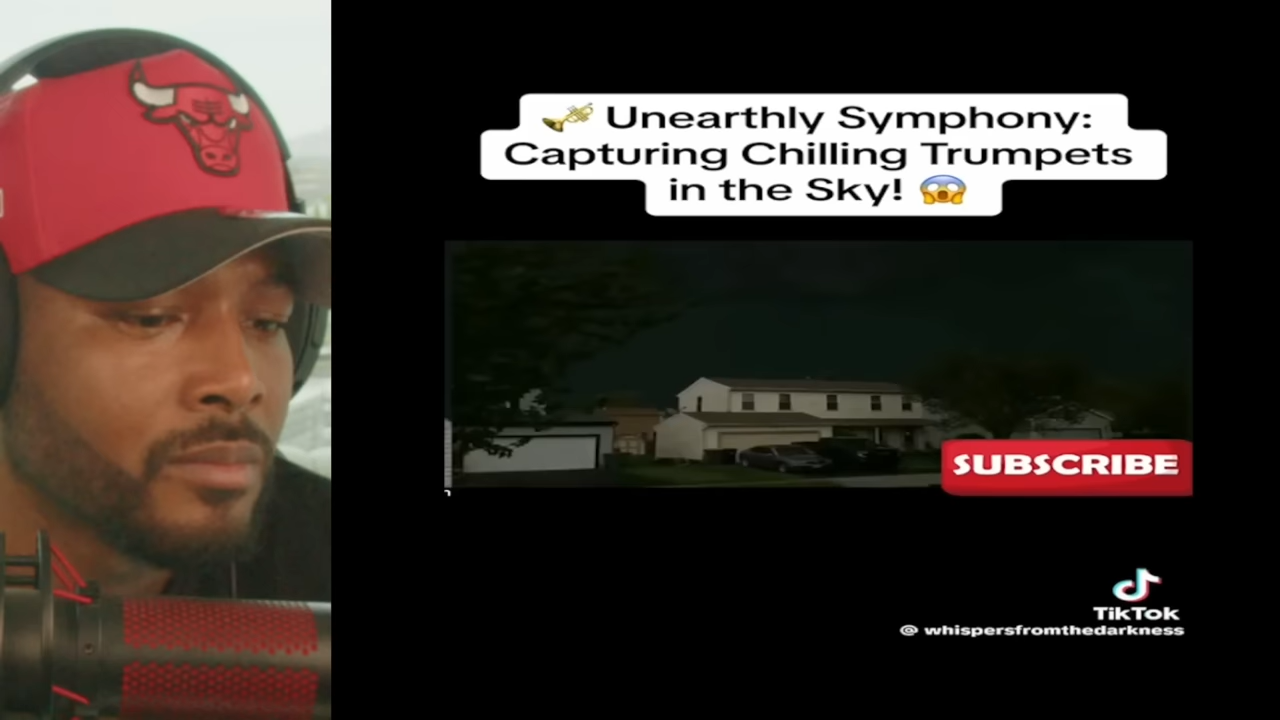 🎺 Unearthly Symphony:
Capturing Chilling Trumpets
in the Sky! 😱
SUBSCRIBE
TikTok
@ whispersfromthedarkness